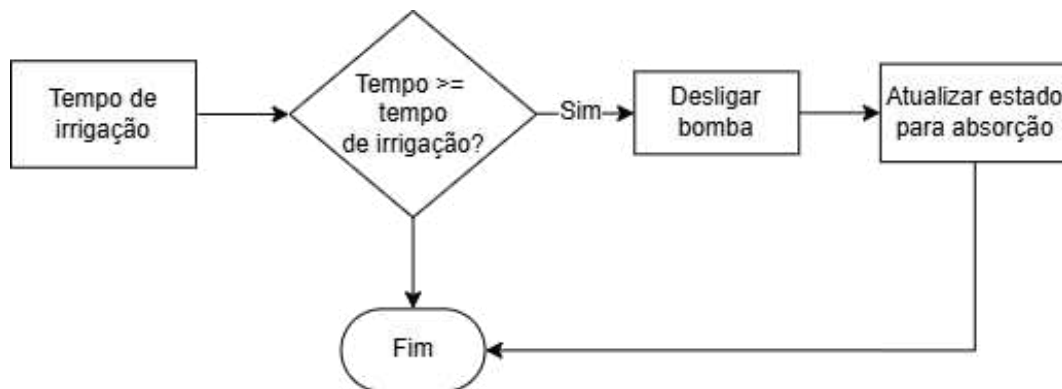 Tempo de
irrigação
Tempo >=
tempo
de irrigação?
Sim
Desligar
bomba
Atualizar estado
para absorção
Fim